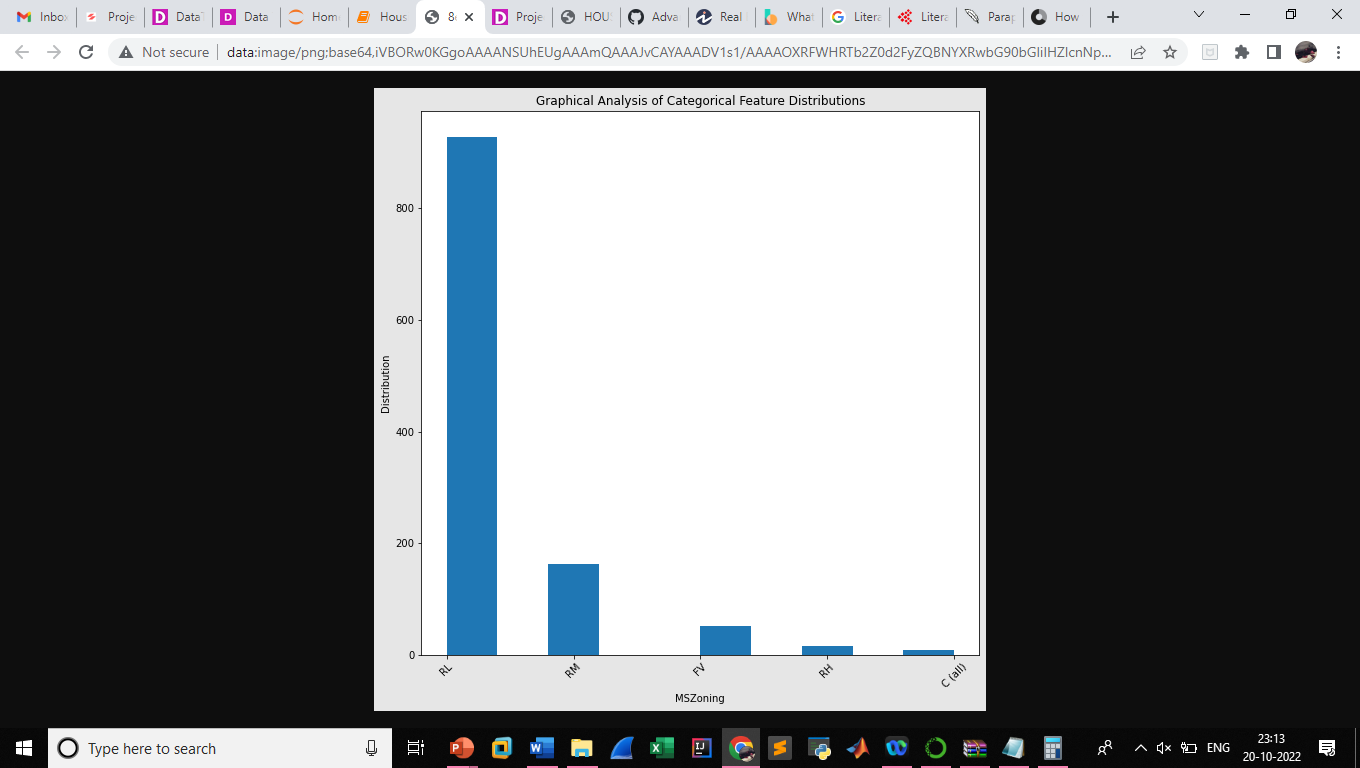 Inbox
Proje
Data
Data
Hom
Hous
8
Proje
HOU
Adva
Real
What
Litera
Litera
Parap
How
Not secure
data:image/png;base64,iVBORw0KGgoAAAANSUhEUgAAAmQAAAJvCAYAAADV1s1/AAAAOXRFWHRTb2Z0d2FyZQBNYXRwbG90bGliIHZlcnNp...
Graphical Analysis of Categorical Feature Distributions
800
600
400
200
0
Distribution
RL
RM
FV
RH
C (all)
MSZoning
Type here to search
ENG
23:13
20-10-2022